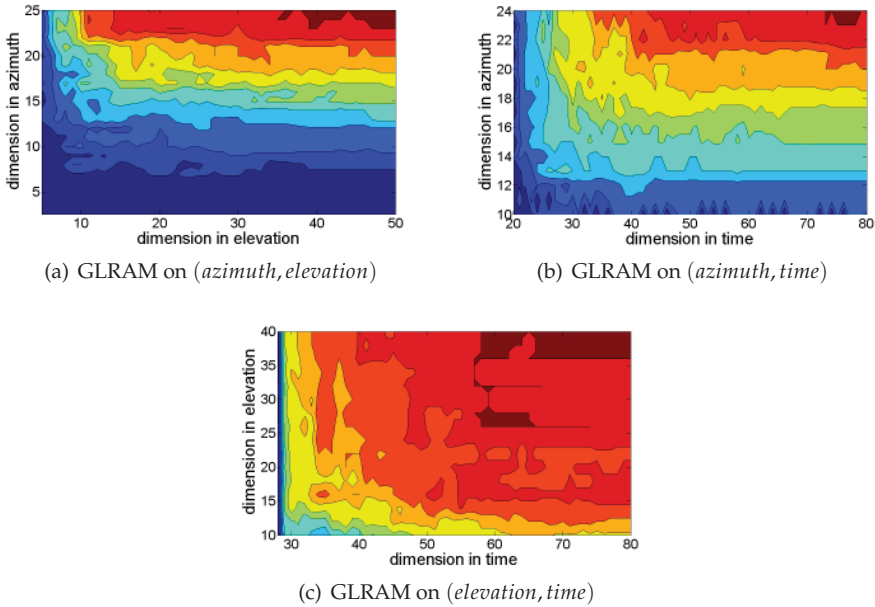 25
20
15
10
5
dimension in azimuth
10 20 30 40 50
dimension in elevation
(a) GLRAM on (azimuth, elevation)
24
22
20
18
16
14
12
10
dimension in azimuth
20 30 40 50 60 70 80
dimension in time
(b) GLRAM on (azimuth, time)
40
35
30
25
20
15
10
dimension in elevation
30 40 50 60 70 80
dimension in time
(c) GLRAM on (elevation, time)